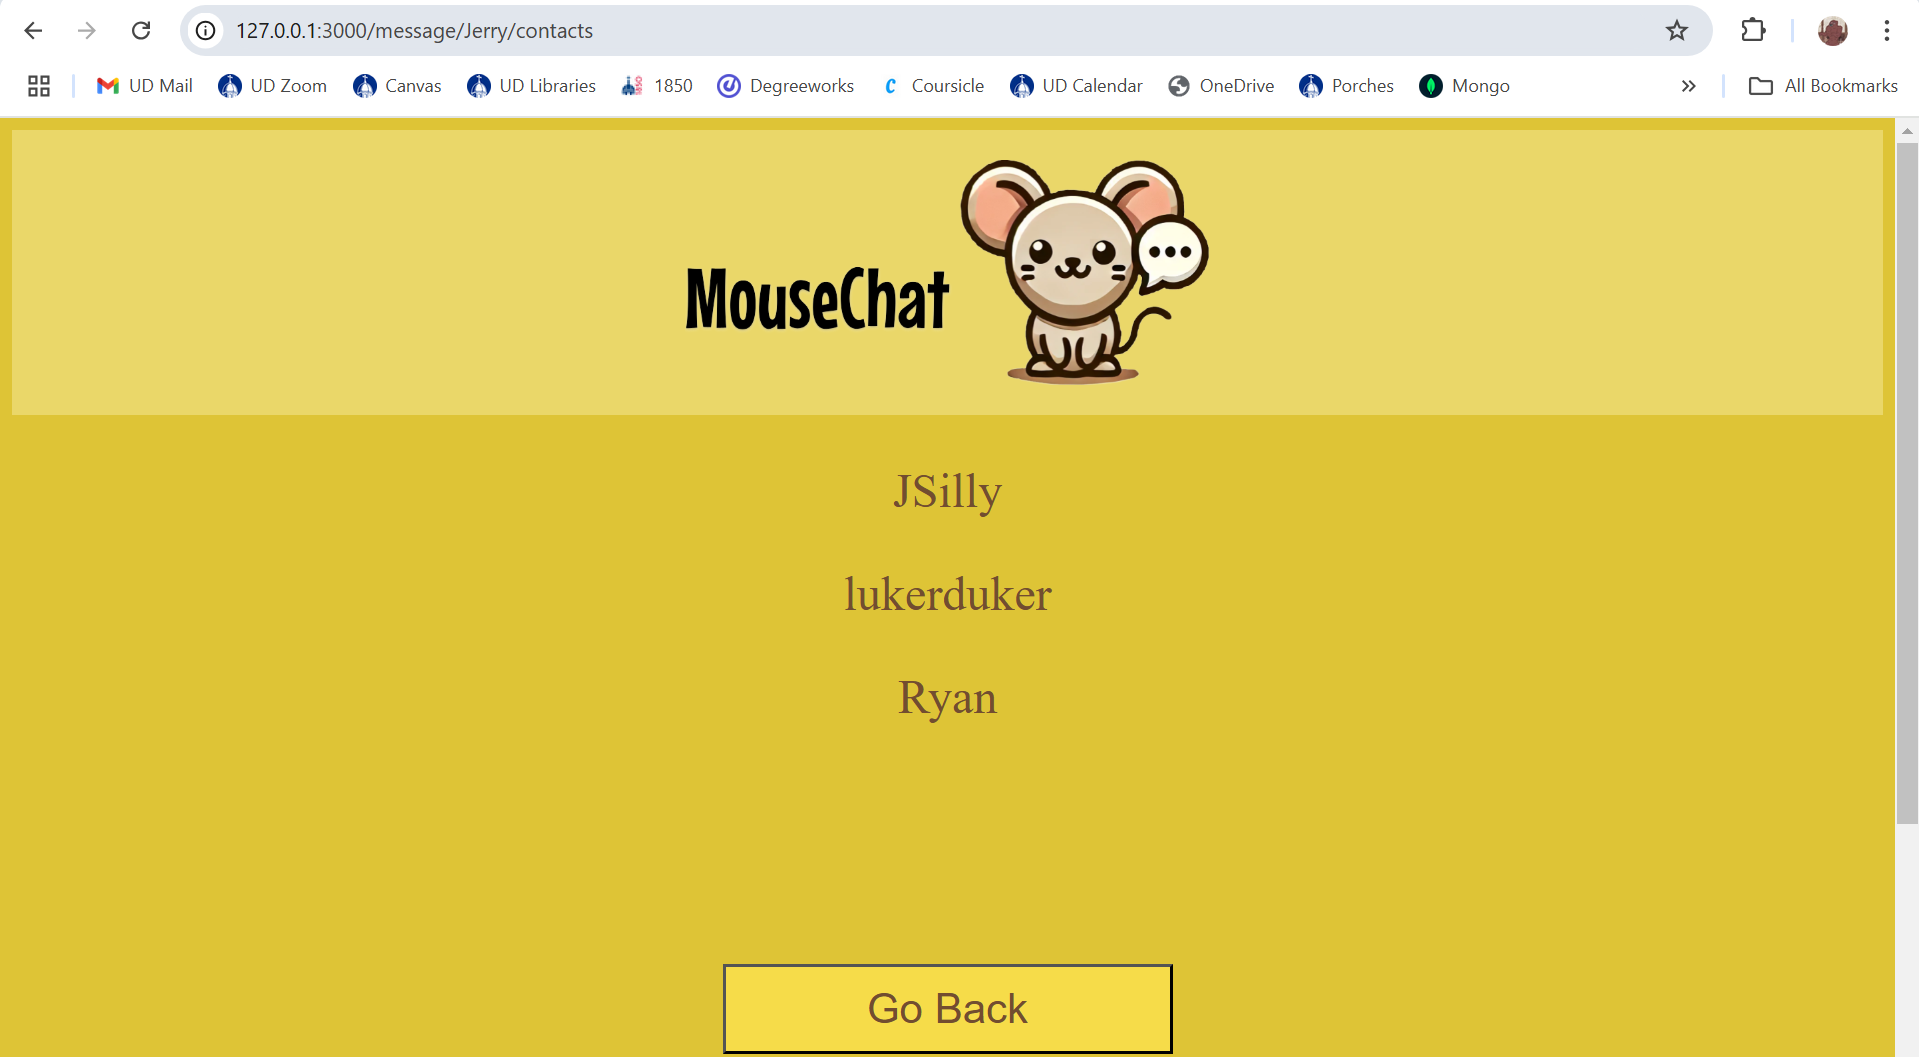 127.0.0.1:3000/message/Jerry/contacts
UD Mail UD Zoom Canvas UD Libraries 1850 Degreeworks Coursicle UD Calendar OneDrive Porches Mongo All Bookmarks
MouseChat
JSilly
lukerduker
Ryan
Go Back